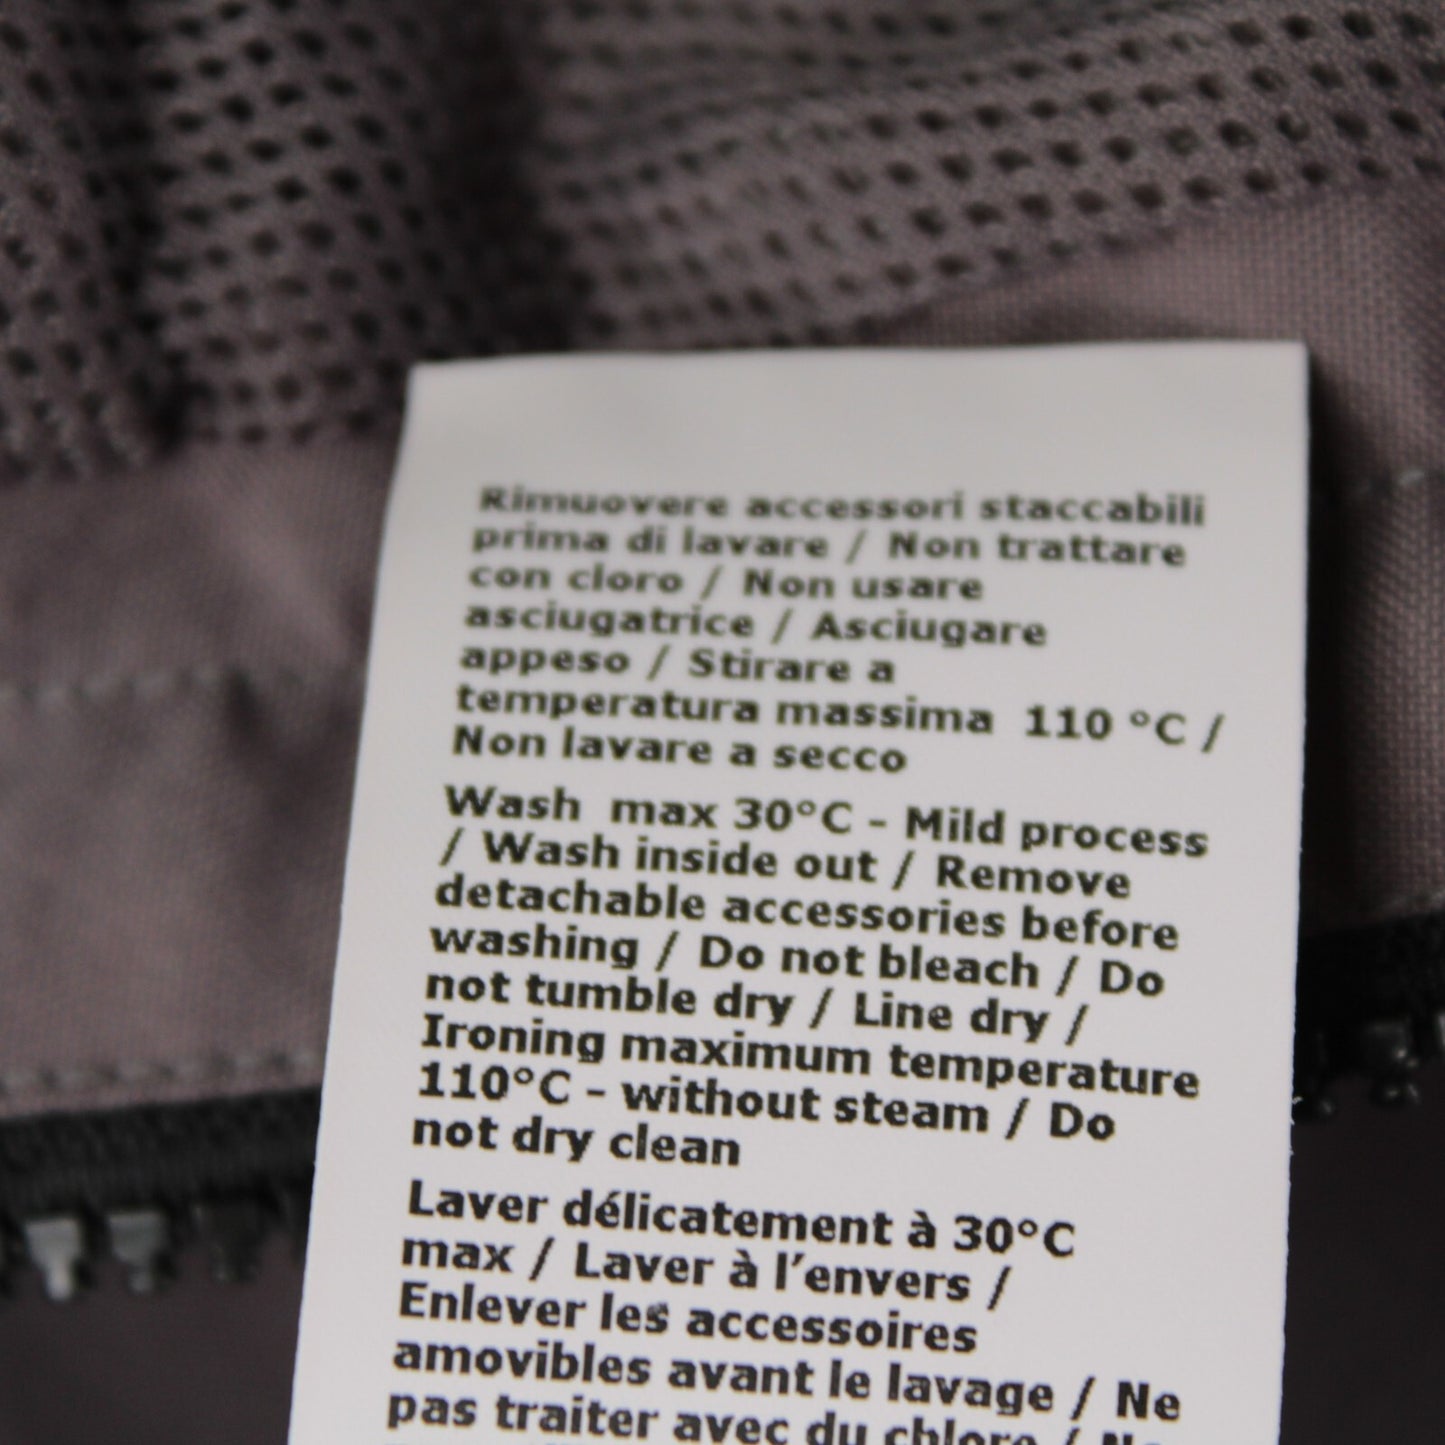 Rimuovere accessori staccabili
prima di lavare / Non trattare
con cloro / Non usare
asciugatrice / Asciugare
appeso / Stirare a
temperatura massima 110 °C /
Non lavare a secco
Wash max 30°C - Mild process
/ Wash inside out / Remove
detachable accessories before
washing / Do not bleach / Do
not tumble dry / Line dry /
Ironing maximum temperature
110°C - without steam / Do
not dry clean
Laver délicatement à 30°C
max / Laver à l'envers /
Enlever les accessoires
amovibles avant le lavage / Ne
pas traiter avec du chlore /